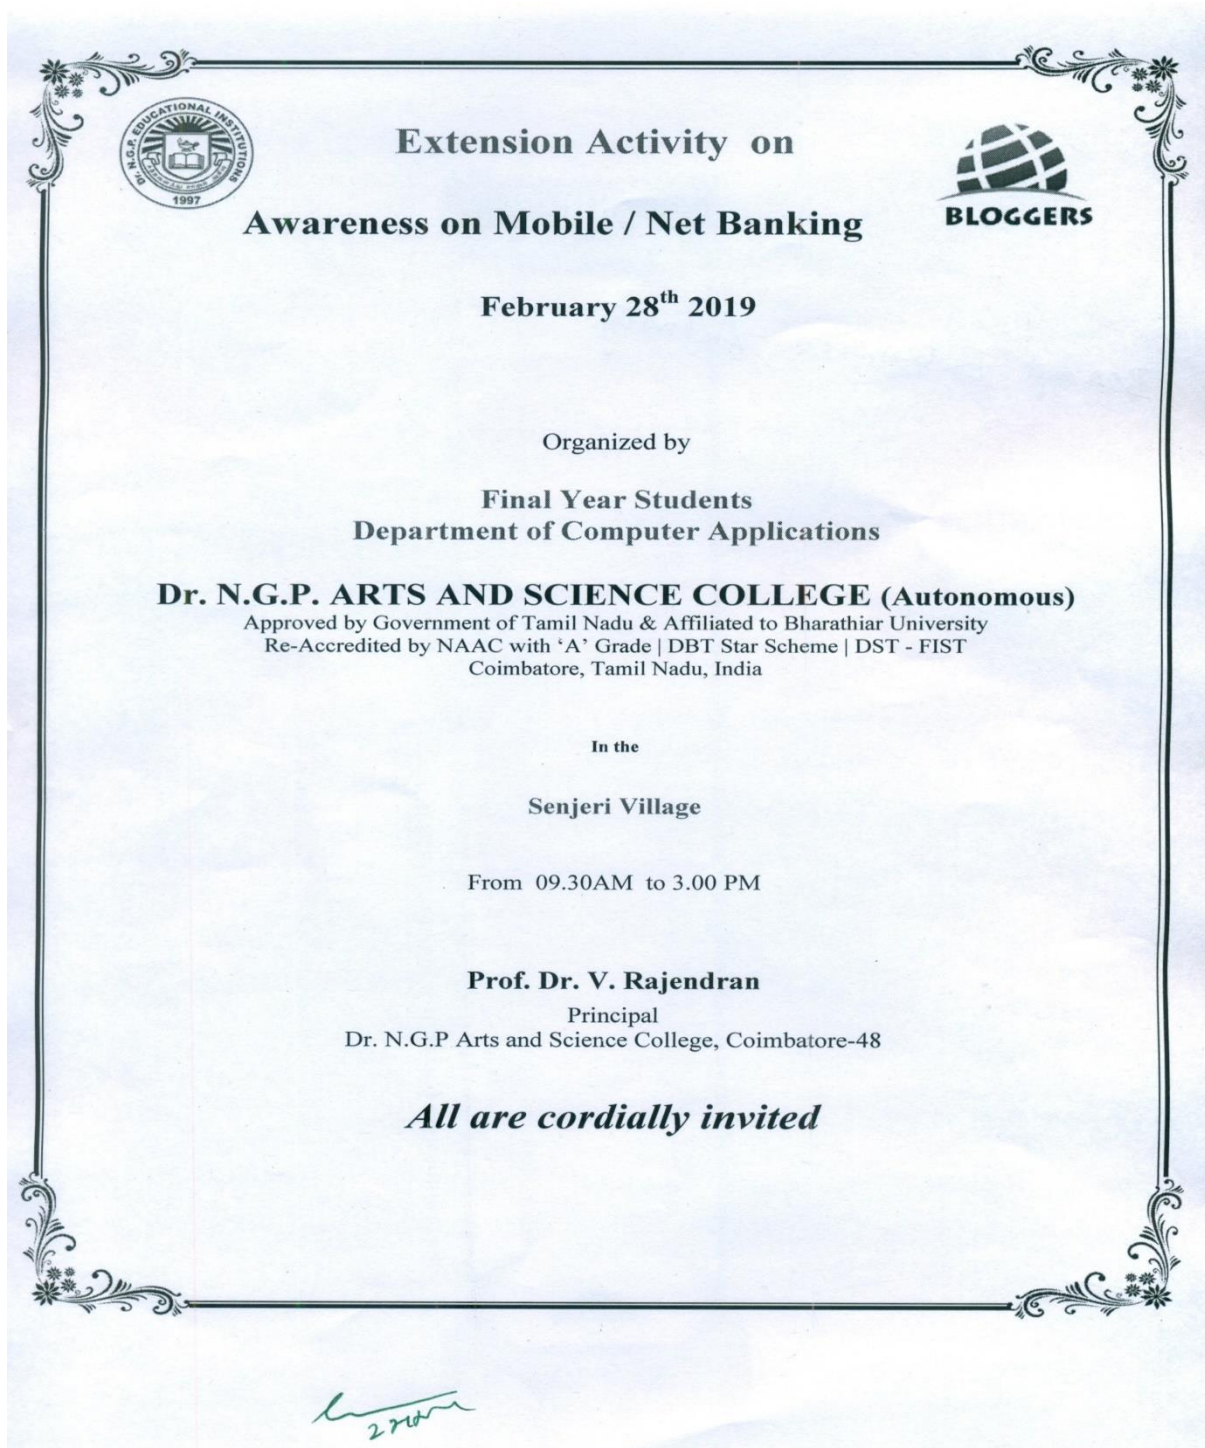 Dr. N.G.P. EDUCATIONAL INSTITUTIONS
1997
Extension Activity on
BLOGGERS
Awareness on Mobile / Net Banking
February 28th 2019
Organized by
Final Year Students
Department of Computer Applications
Dr. N.G.P. ARTS AND SCIENCE COLLEGE (Autonomous)
Approved by Government of Tamil Nadu & Affiliated to Bharathiar University
Re-Accredited by NAAC with ‘A’ Grade | DBT Star Scheme | DST - FIST
Coimbatore, Tamil Nadu, India
In the
Senjeri Village
From 09.30AM to 3.00 PM
Prof. Dr. V. Rajendran
Principal
Dr. N.G.P Arts and Science College, Coimbatore-48
All are cordially invited